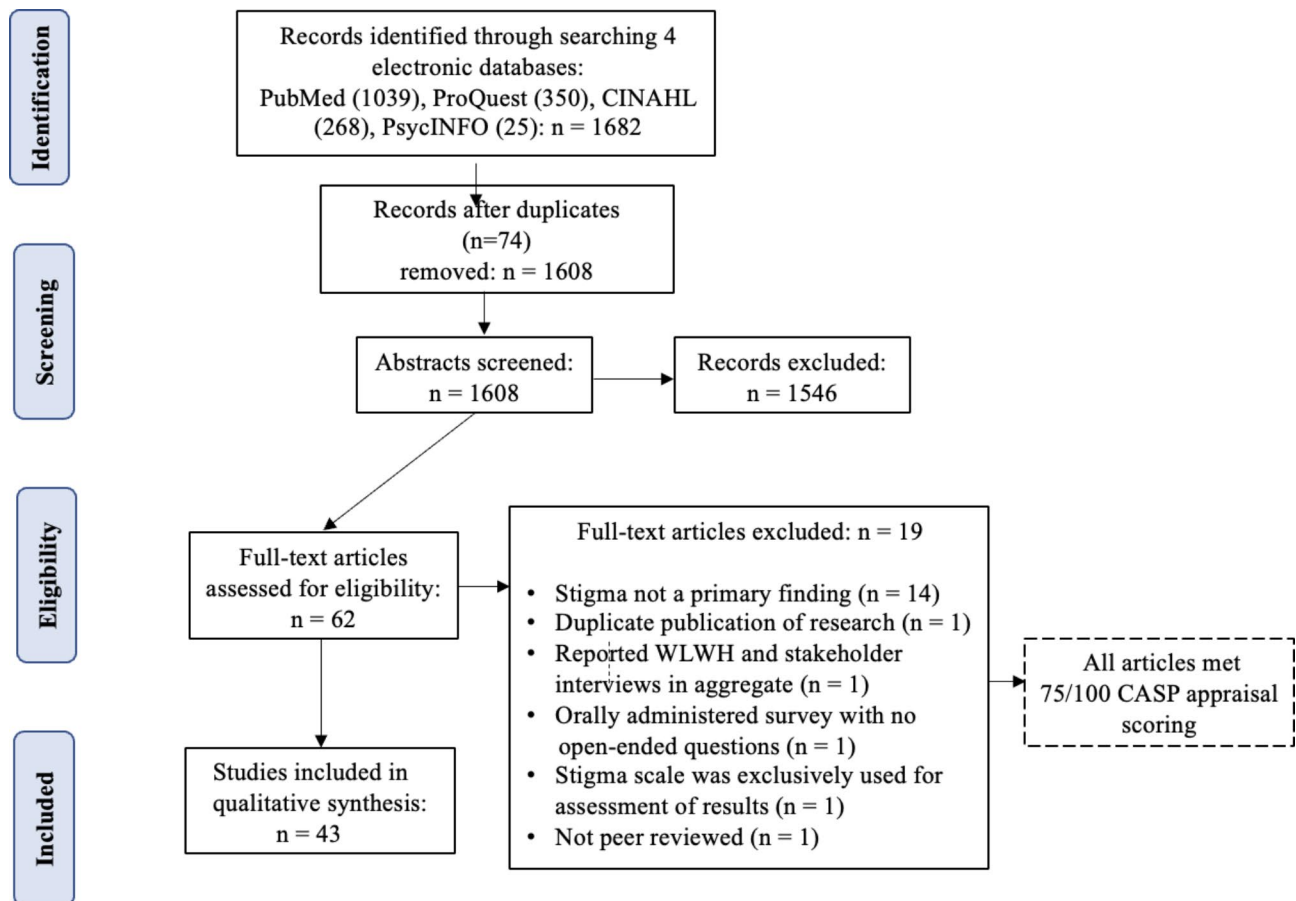 Identification
Records identified through searching 4
electronic databases:
PubMed (1039), ProQuest (350), CINAHL
(268), PsycINFO (25): n = 1682
Records after duplicates
(n=74)
removed: n = 1608
Screening
Abstracts screened:
n = 1608
Records excluded:
n = 1546
Eligibility
Full-text articles
assessed for eligibility:
n = 62
Full-text articles excluded: n = 19
• Stigma not a primary finding (n = 14)
• Duplicate publication of research (n = 1)
• Reported WLWH and stakeholder
interviews in aggregate (n = 1)
• Orally administered survey with no
open-ended questions (n = 1)
• Stigma scale was exclusively used for
assessment of results (n = 1)
• Not peer reviewed (n = 1)
All articles met
75/100 CASP appraisal
scoring
Included
Studies included in
qualitative synthesis:
n = 43